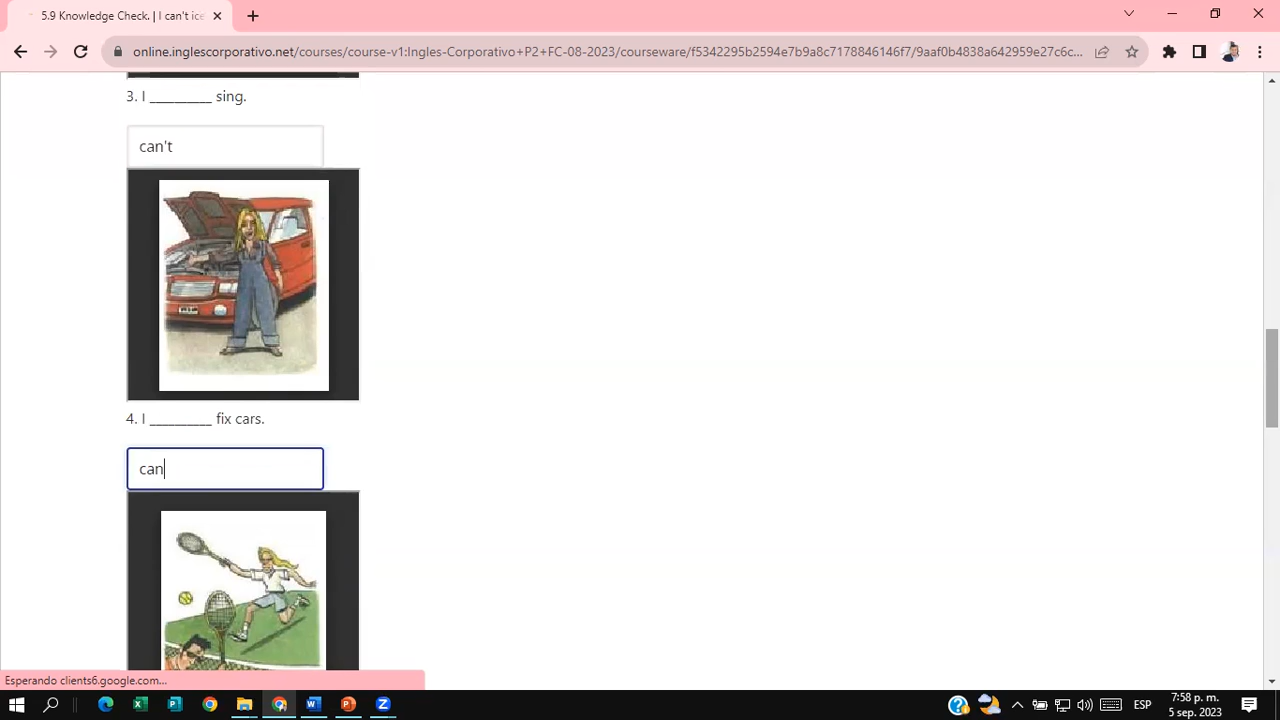 5.9 Knowledge Check. | I can't ice
online.inglescorporativo.net/courses/course-v1:Ingles-Corporativo+P2+FC-08-2023/courseware/f5342295b2594e7b9a8c7178846146f7/9aaf0b4838a642959e27c6c...
3. I __________ sing.
can't
4. I __________ fix cars.
can
Esperando clients6.google.com...
ESP
7:58 p. m.
5 sep. 2023